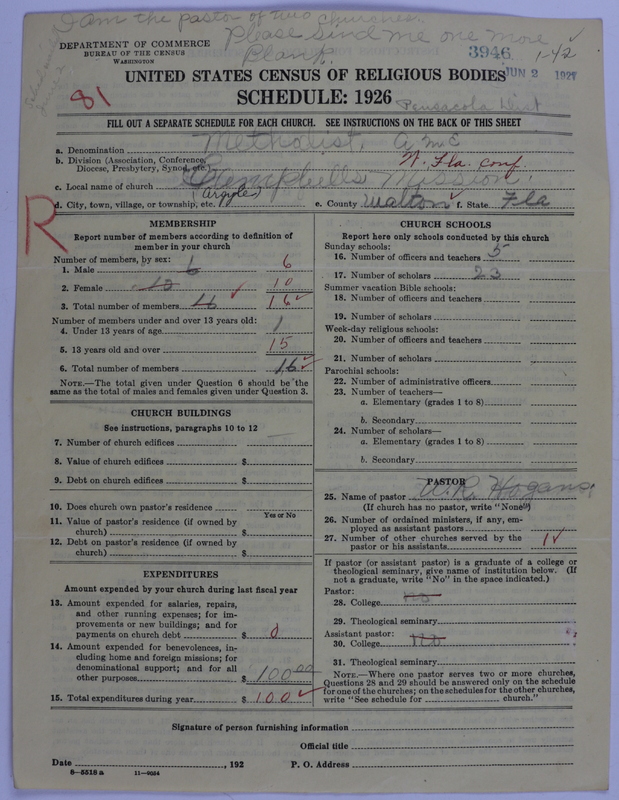 I am the pastor of two churches.
Please send me one more
Plank.
DEPARTMENT OF COMMERCE
BUREAU OF THE CENSUS
WASHINGTON
3946 1-42
JUN 2 1927
UNITED STATES CENSUS OF RELIGIOUS BODIES
SCHEDULE: 1926
81
Pensacola Dist
FILL OUT A SEPARATE SCHEDULE FOR EACH CHURCH. SEE INSTRUCTIONS ON THE BACK OF THIS SHEET
a. Denomination Methodist, A M E
b. Division (Association, Conference, Diocese, Presbytery, Synod, etc.) W. Fla. Conf.
c. Local name of church Campbells Mission
d. City, town, village, or township, etc. (Argyle) e. County Walton f. State Fla
R
MEMBERSHIP
Report number of members according to definition of
member in your church
Number of members, by sex:
1. Male 6 6
2. Female 10 10
3. Total number of members 16 16
Number of members under and over 13 years old:
4. Under 13 years of age 1
5. 13 years old and over 15
6. Total number of members 16
NOTE.—The total given under Question 6 should be the
same as the total of males and females given under Question 3.
CHURCH BUILDINGS
See instructions, paragraphs 10 to 12
7. Number of church edifices
8. Value of church edifices $
9. Debt on church edifices $
10. Does church own pastor's residence
Yes or No
11. Value of pastor's residence (if owned by
church) $
12. Debt on pastor's residence (if owned by
church) $
EXPENDITURES
Amount expended by your church during last fiscal year
13. Amount expended for salaries, repairs,
and other running expenses; for im-
provements or new buildings; and for
payments on church debt $ 0
14. Amount expended for benevolences, in-
cluding home and foreign missions; for
denominational support; and for all
other purposes $ 100.00
15. Total expenditures during year $ 100
CHURCH SCHOOLS
Report here only schools conducted by this church
Sunday schools:
16. Number of officers and teachers 5
17. Number of scholars 23
Summer vacation Bible schools:
18. Number of officers and teachers
19. Number of scholars
Week-day religious schools:
20. Number of officers and teachers
21. Number of scholars
Parochial schools:
22. Number of administrative officers
23. Number of teachers—
a. Elementary (grades 1 to 8)
b. Secondary
24. Number of scholars—
a. Elementary (grades 1 to 8)
b. Secondary
PASTOR
25. Name of pastor W. R. Hogans
(If church has no pastor, write "None")
26. Number of ordained ministers, if any, em-
ployed as assistant pastors
27. Number of other churches served by the
pastor or his assistants 1
If pastor (or assistant pastor) is a graduate of a college or
theological seminary, give name of institution below. (If
not a graduate, write "No" in the space indicated.)
Pastor:
28. College no
29. Theological seminary
Assistant pastor:
30. College no
31. Theological seminary
NOTE.—Where one pastor serves two or more churches,
Questions 28 and 29 should be answered only on the schedule
for one of the churches; on the schedules for the other churches,
write "See schedule for church."
Signature of person furnishing information
Official title
Date , 192 P. O. Address
8-5518a 11-9054